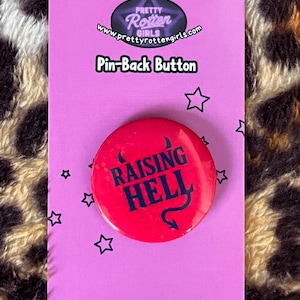 PRETTY
Rotten
GIRLS
www.prettyrottengirls.com
Pin-Back Button
RAISING
HELL